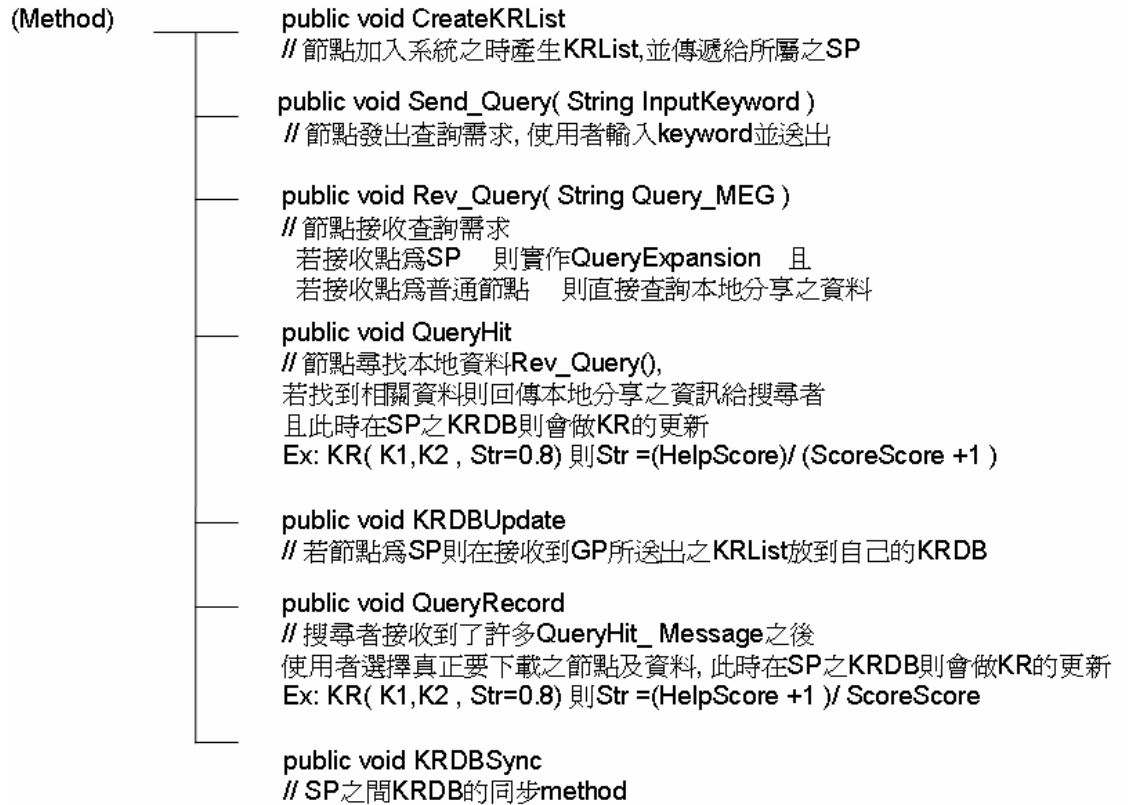 (Method)
public void CreateKRList
// 節點加入系統之時產生KRList,並傳遞給所屬之SP
public void Send_Query( String InputKeyword )
// 節點發出查詢需求, 使用者輸入keyword並送出
public void Rev_Query( String Query_MEG )
// 節點接收查詢需求
若接收點為SP 則實作QueryExpansion 且
若接收點為普通節點 則直接查詢本地分享之資料
public void QueryHit
// 節點尋找本地資料Rev_Query(),
若找到相關資料則回傳本地分享之資訊給搜尋者
且此時在SP之KRDB則會做KR的更新
Ex: KR( K1,K2 , Str=0.8) 則Str =(HelpScore)/ (ScoreScore +1 )
public void KRDBUpdate
// 若節點為SP則在接收到GP所送出之KRList放到自己的KRDB
public void QueryRecord
// 搜尋者接收到了許多QueryHit_ Message之後
使用者選擇真正要下載之節點及資料, 此時在SP之KRDB則會做KR的更新
Ex: KR( K1,K2 , Str=0.8) 則Str =(HelpScore +1 )/ ScoreScore
public void KRDBSync
// SP之間KRDB的同步method